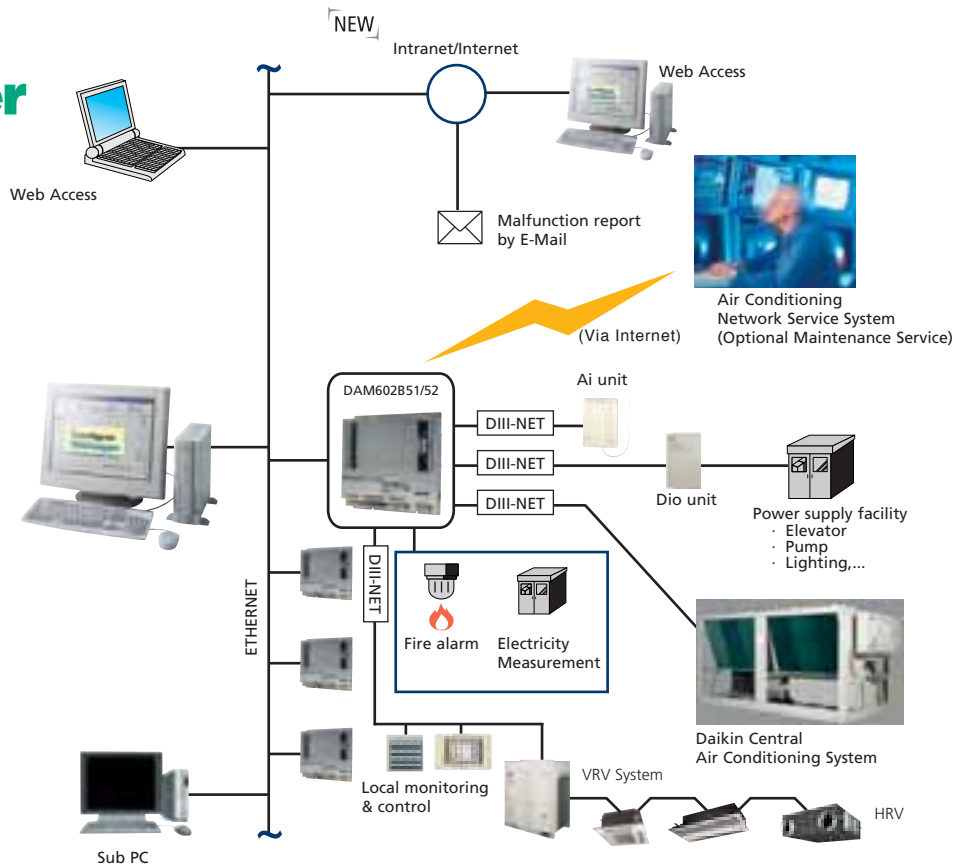 NEW
Intranet/Internet
Web Access
er
Web Access
Malfunction report
by E-Mail
Air Conditioning
Network Service System
(Optional Maintenance Service)
(Via Internet)
Ai unit
DAM602B51/52
DIII-NET
DIII-NET
DIII-NET
Dio unit
Power supply facility
· Elevator
· Pump
· Lighting,...
DIII-NET
ETHERNET
Fire alarm
Electricity
Measurement
Daikin Central
Air Conditioning System
Local monitoring
& control
VRV System
HRV
Sub PC